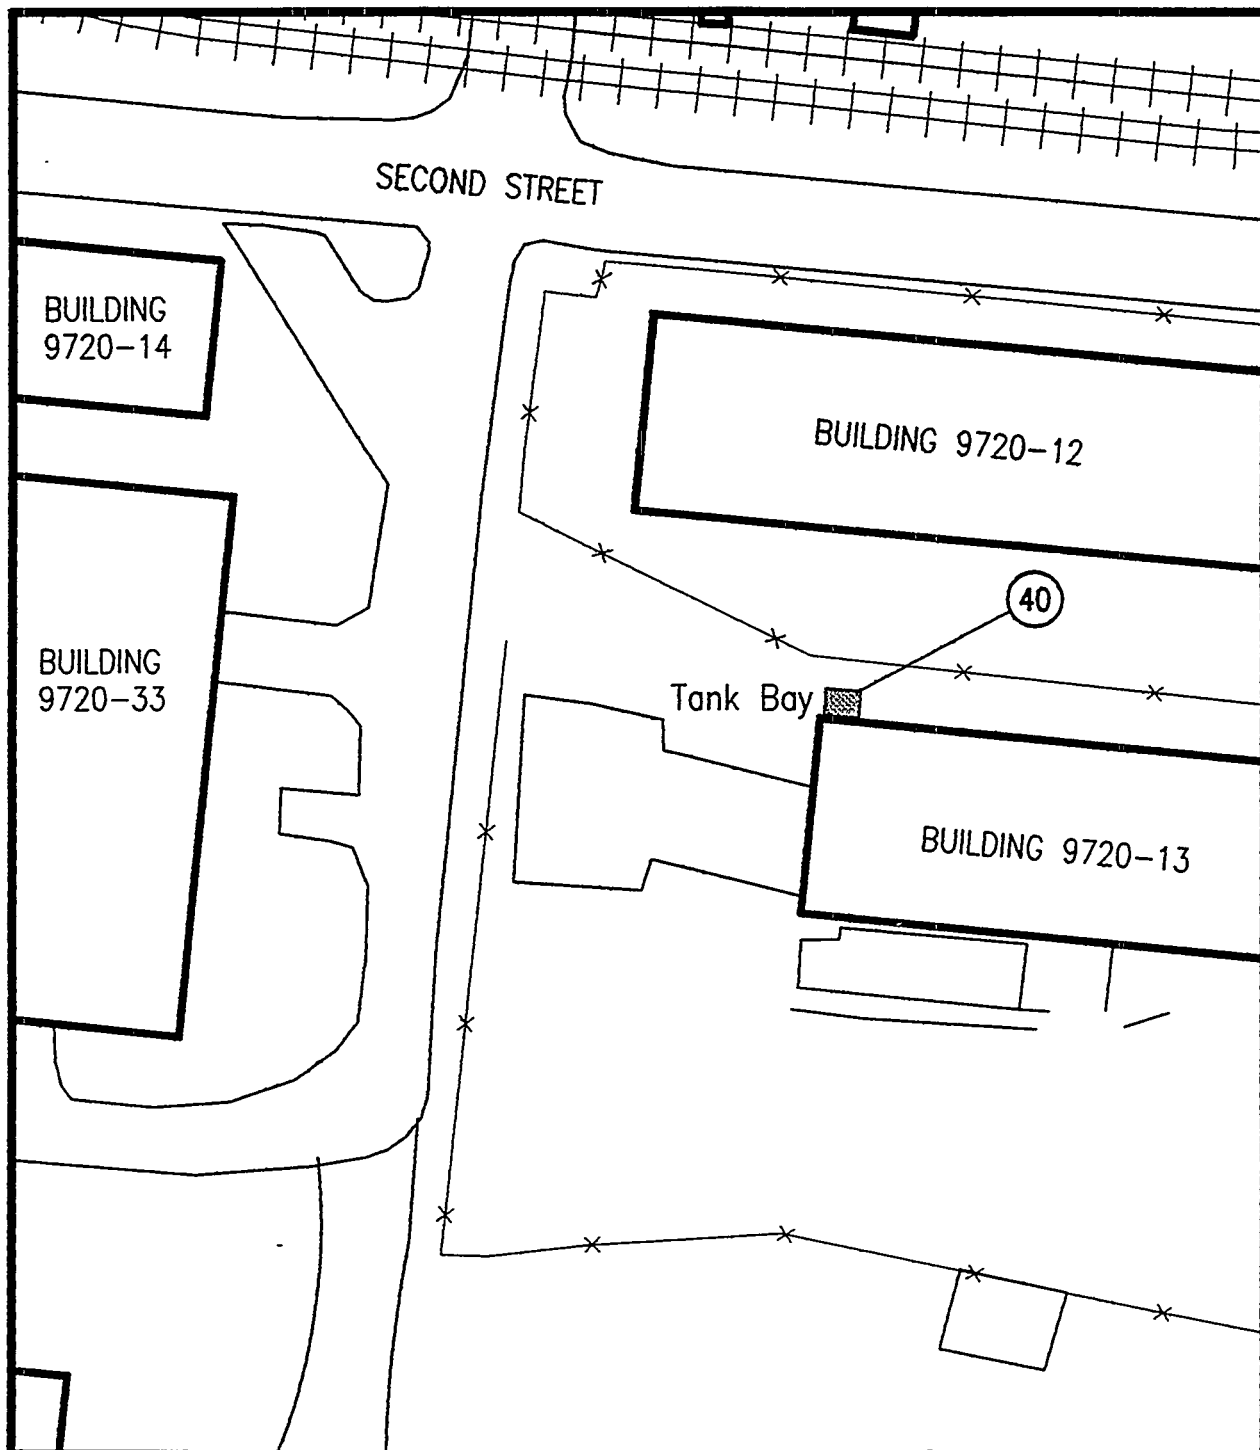 SECOND STREET
BUILDING
9720-14
BUILDING 9720-12
40
BUILDING
9720-33
Tank Bay
BUILDING 9720-13